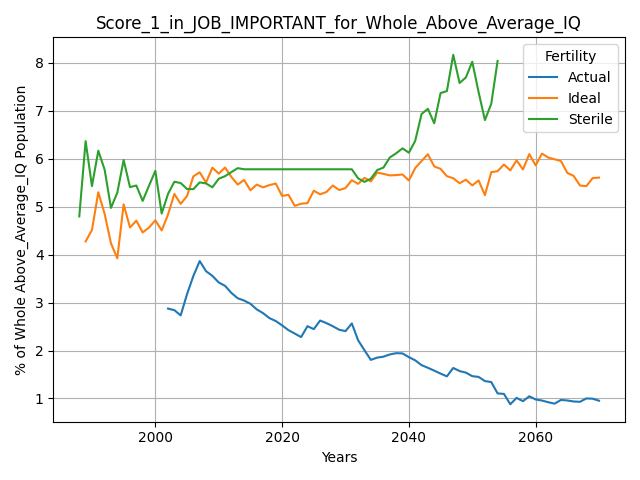 Score_1_in_JOB_IMPORTANT_for_Whole_Above_Average_IQ
% of Whole Above_Average_IQ Population
8
7
6
5
4
3
2
1
Fertility
Actual
Ideal
Sterile
2000 2020 2040 2060
Years